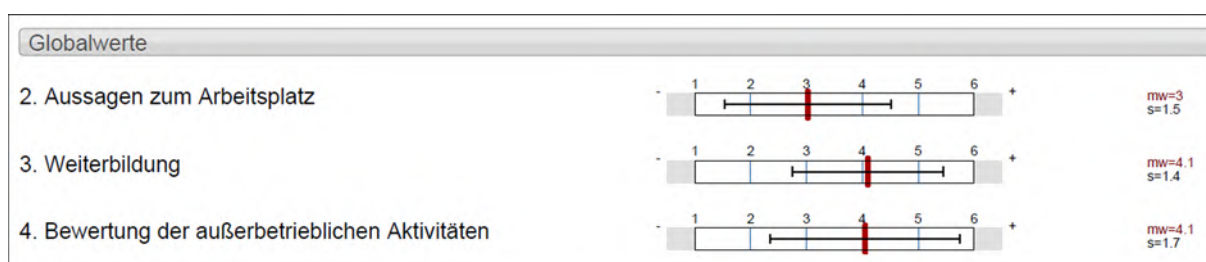 Globalwerte
2. Aussagen zum Arbeitsplatz
- 1 2 3 4 5 6 +
mw=3
s=1.5
3. Weiterbildung
- 1 2 3 4 5 6 +
mw=4.1
s=1.4
4. Bewertung der außerbetrieblichen Aktivitäten
- 1 2 3 4 5 6 +
mw=4.1
s=1.7